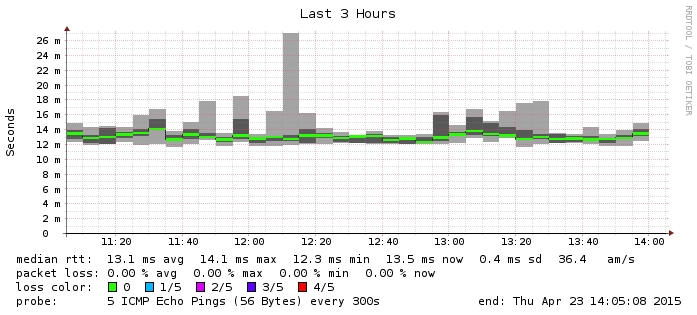 Last 3 Hours
RRDTOOL / TOBI OETIKER
Seconds
26 m
24 m
22 m
20 m
18 m
16 m
14 m
12 m
10 m
8 m
6 m
4 m
2 m
0
11:20 11:40 12:00 12:20 12:40 13:00 13:20 13:40 14:00
median rtt: 13.1 ms avg 14.1 ms max 12.3 ms min 13.5 ms now 0.4 ms sd 36.4 am/s
packet loss: 0.00 % avg 0.00 % max 0.00 % min 0.00 % now
loss color: 0 1/5 2/5 3/5 4/5
probe: 5 ICMP Echo Pings (56 Bytes) every 300s end: Thu Apr 23 14:05:08 2015